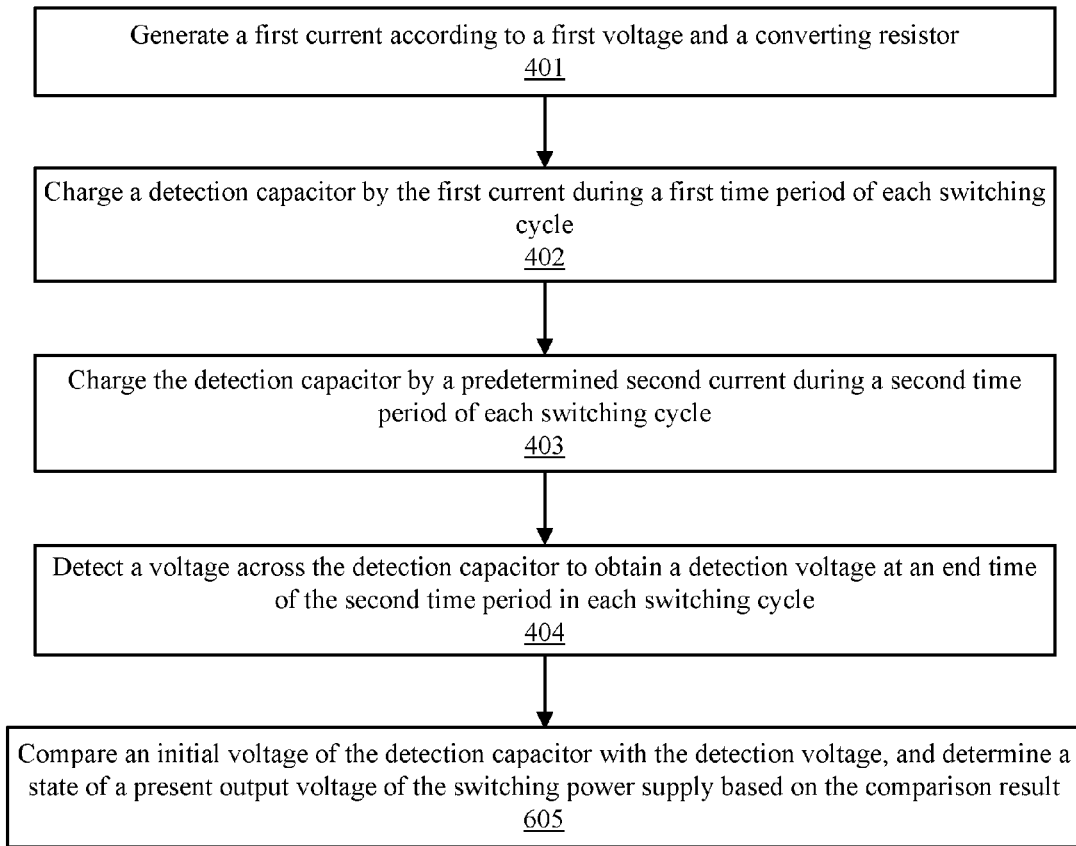 Generate a first current according to a first voltage and a converting resistor
401
Charge a detection capacitor by the first current during a first time period of each switching
cycle
402
Charge the detection capacitor by a predetermined second current during a second time
period of each switching cycle
403
Detect a voltage across the detection capacitor to obtain a detection voltage at an end time
of the second time period in each switching cycle
404
Compare an initial voltage of the detection capacitor with the detection voltage, and determine a
state of a present output voltage of the switching power supply based on the comparison result
605